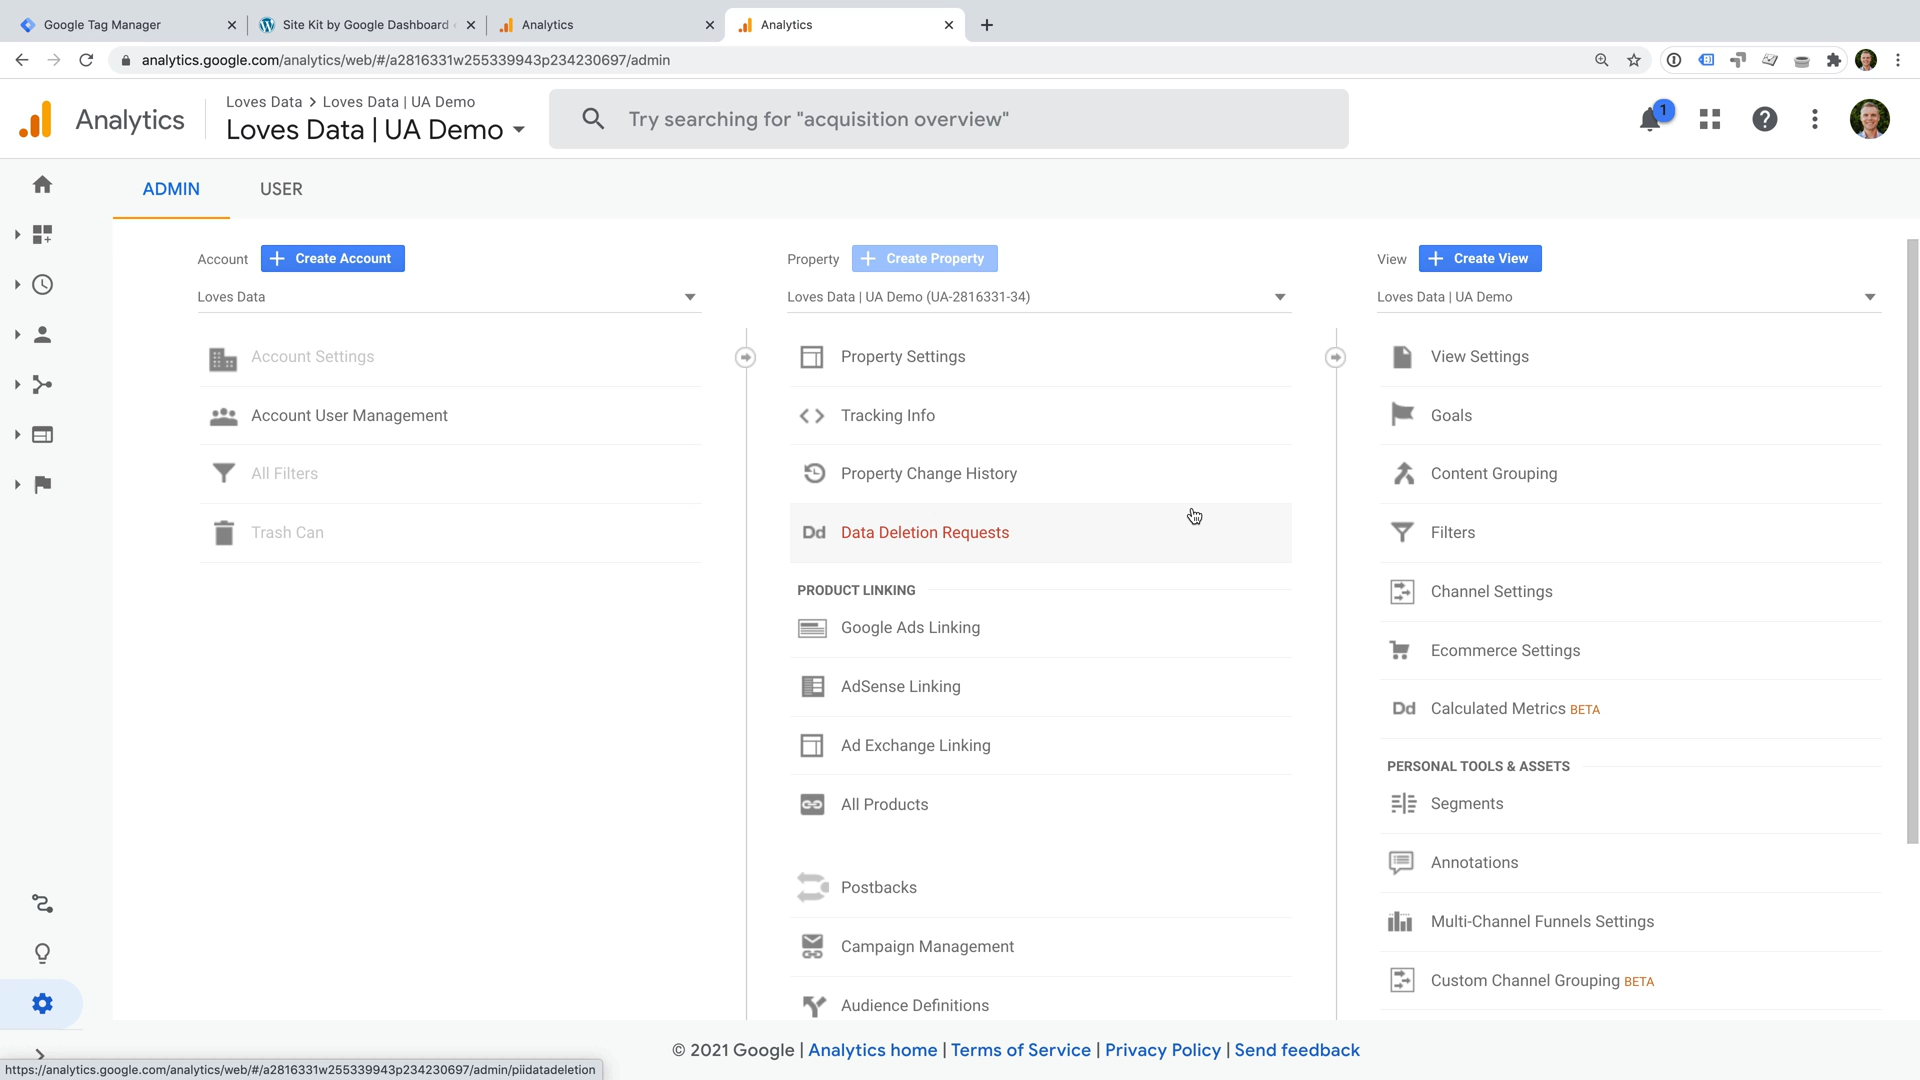 Google Tag Manager
Site Kit by Google Dashboard
Analytics
Analytics
analytics.google.com/analytics/web/#/a2816331w255339943p234230697/admin
Analytics
Loves Data > Loves Data | UA Demo
Loves Data | UA Demo
Try searching for "acquisition overview"
1
ADMIN
USER
Account
+ Create Account
Loves Data
Account Settings
Account User Management
All Filters
Trash Can
Property
+ Create Property
Loves Data | UA Demo (UA-2816331-34)
Property Settings
Tracking Info
Property Change History
Dd Data Deletion Requests
PRODUCT LINKING
Google Ads Linking
AdSense Linking
Ad Exchange Linking
All Products
Postbacks
Campaign Management
Audience Definitions
View
+ Create View
Loves Data | UA Demo
View Settings
Goals
Content Grouping
Filters
Channel Settings
Ecommerce Settings
Dd Calculated Metrics BETA
PERSONAL TOOLS & ASSETS
Segments
Annotations
Multi-Channel Funnels Settings
Custom Channel Grouping BETA
© 2021 Google | Analytics home | Terms of Service | Privacy Policy | Send feedback
https://analytics.google.com/analytics/web/#/a2816331w255339943p234230697/admin/piidatadeletion